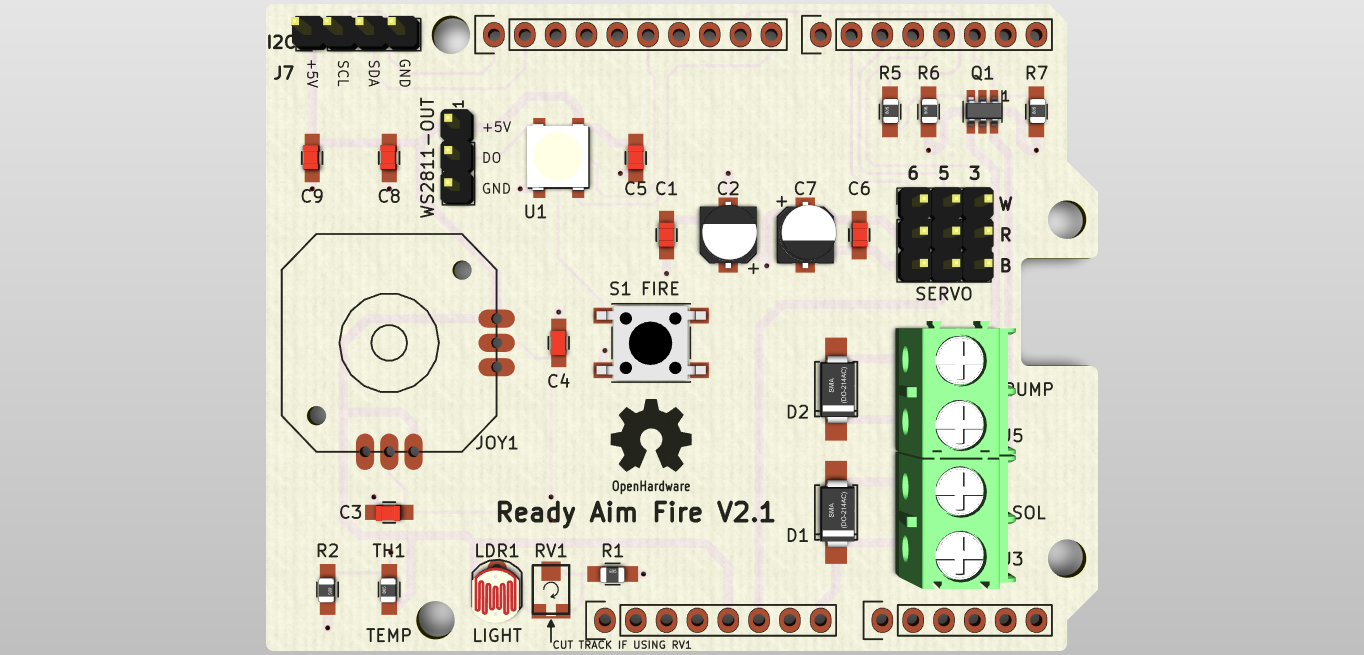 I2C
J7
+5V
SCL
SDA
GND
WS2811-OUT
1
+5V
DO
GND
U1
C9
C8
C5
C1
C2
+
C7
+
C6
R5
R6
Q1
1
R7
6 5 3
W
R
B
SERVO
S1 FIRE
C4
JOY1
C3
OpenHardware
Ready Aim Fire V2.1
D2
SMA
(DO-214AC)
D1
SMA
(DO-214AC)
PUMP
J5
SOL
J3
R2
TH1
LDR1
RV1
R1
TEMP
LIGHT
CUT TRACK IF USING RV1